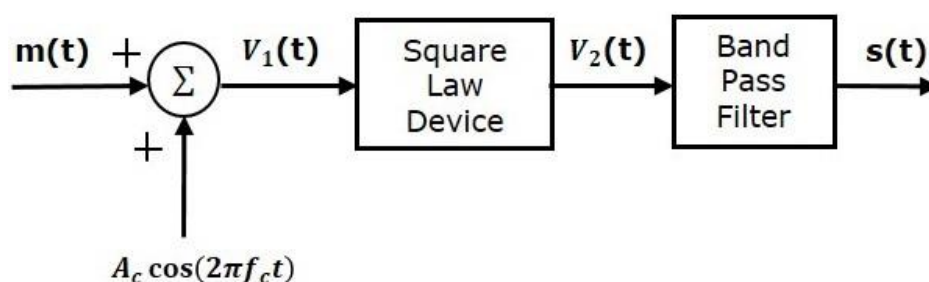 m(t)
+
Σ
V₁(t)
Square
Law
Device
V₂(t)
Band
Pass
Filter
s(t)
+
A_c cos(2πf_c t)